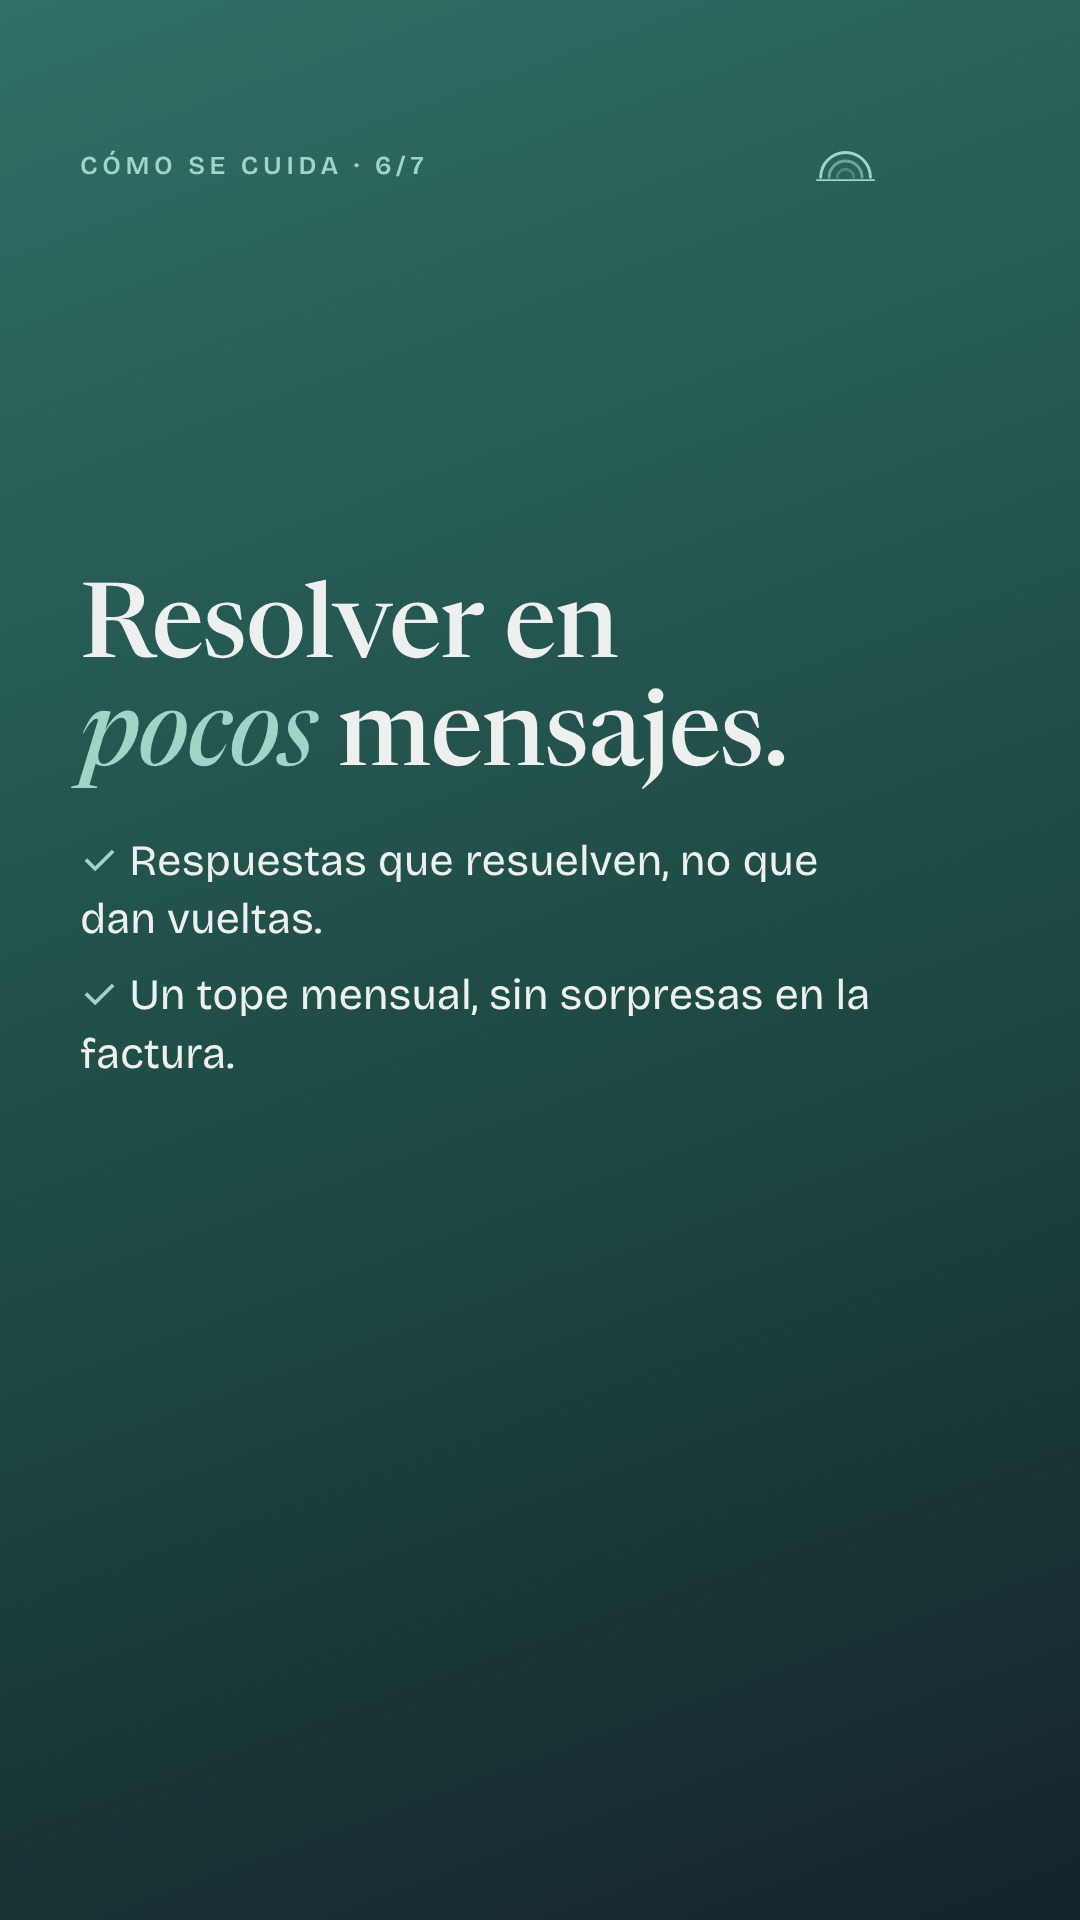 CÓMO SE CUIDA · 6/7
Resolver en
pocos mensajes.
✓ Respuestas que resuelven, no que
dan vueltas.
✓ Un tope mensual, sin sorpresas en la
factura.